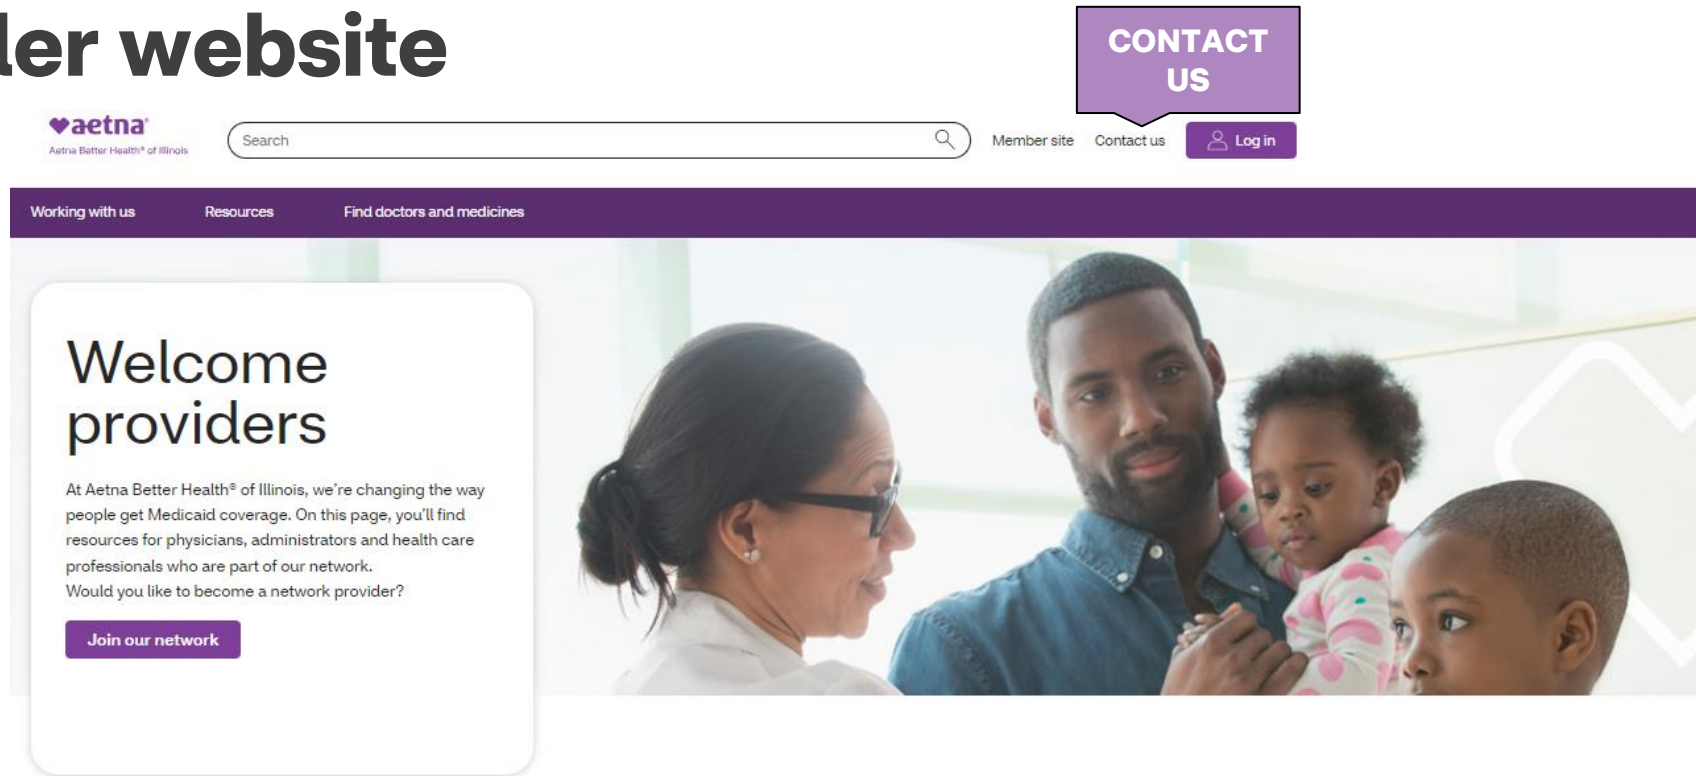 ler website
CONTACT
US
aetna®
Aetna Better Health® of Illinois
Search
Member site
Contact us
Log in
Working with us
Resources
Find doctors and medicines
Welcome
providers
At Aetna Better Health® of Illinois, we're changing the way
people get Medicaid coverage. On this page, you'll find
resources for physicians, administrators and health care
professionals who are part of our network.
Would you like to become a network provider?
Join our network